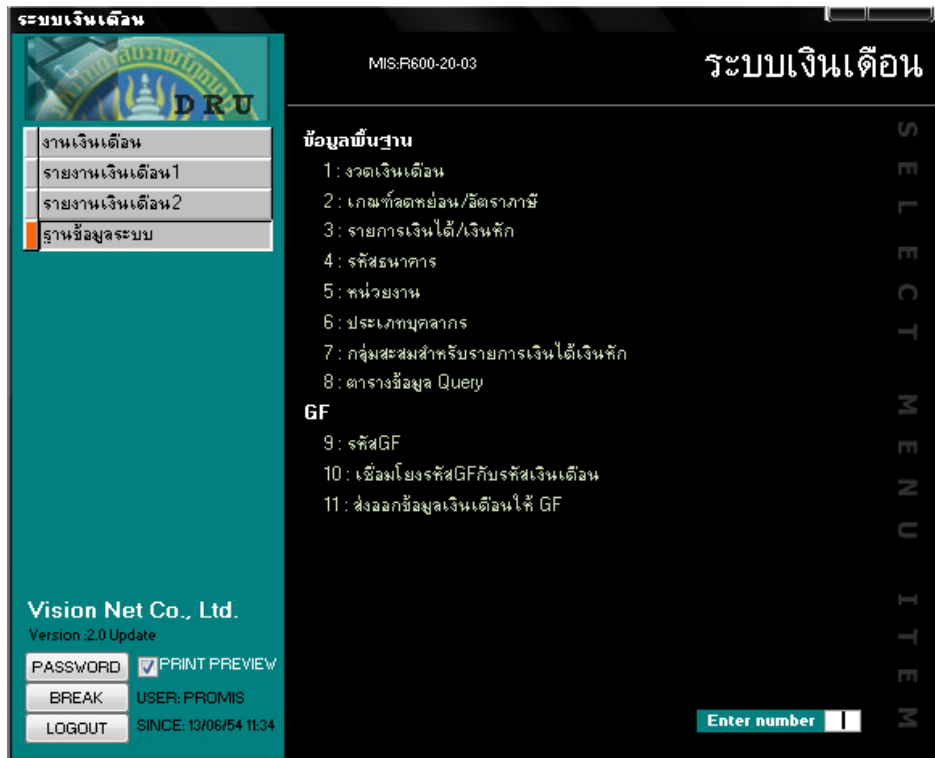 ระบบเงินเดือน
DRU
MIS:R600-20-03
ระบบเงินเดือน
งานเงินเดือน
รายงานเงินเดือน1
รายงานเงินเดือน2
ฐานข้อมูลระบบ
ข้อมูลพื้นฐาน
1 : งวดเงินเดือน
2 : เกณฑ์ลดหย่อน/อัตราภาษี
3 : รายการเงินได้/เงินหัก
4 : รหัสธนาคาร
5 : หน่วยงาน
6 : ประเภทบุคลากร
7 : กลุ่มสะสมสำหรับรายการเงินได้เงินหัก
8 : ตารางข้อมูล Query
GF
9 : รหัสGF
10 : เชื่อมโยงรหัสGFกับรหัสเงินเดือน
11 : ส่งออกข้อมูลเงินเดือนให้ GF
SELECT MENU ITEM
Vision Net Co., Ltd.
Version :2.0 Update
PASSWORD
PRINT PREVIEW
BREAK
USER: PROMIS
LOGOUT
SINCE: 13/06/54 11:34
Enter number